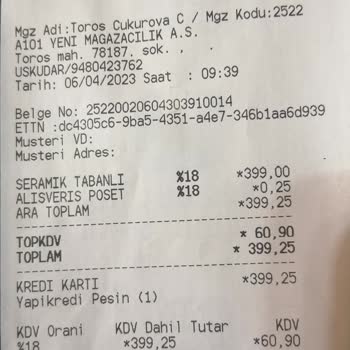 Mgz Adi:Toros Cukurova C / Mgz Kodu:2522
A101 YENI MAGAZACILIK A.S.
Toros mah. 78187. sok. , .
USKUDAR/9480423762
Tarih: 06/04/2023 Saat : 09:39
Belge No: 25220020604303910014
ETTN :dc4305c6-9ba5-4351-a4e7-346b1aa6d939
Musteri VD:
Musteri Adres:
SERAMIK TABANLI %18 *399,00
ALISVERIS POSET %18 *0,25
ARA TOPLAM *399,25
TOPKDV * 60,90
TOPLAM * 399,25
KREDI KARTI *399,25
Yapikredi Pesin (1)
KDV Orani KDV Dahil Tutar KDV
%18 *399,25 *60,90